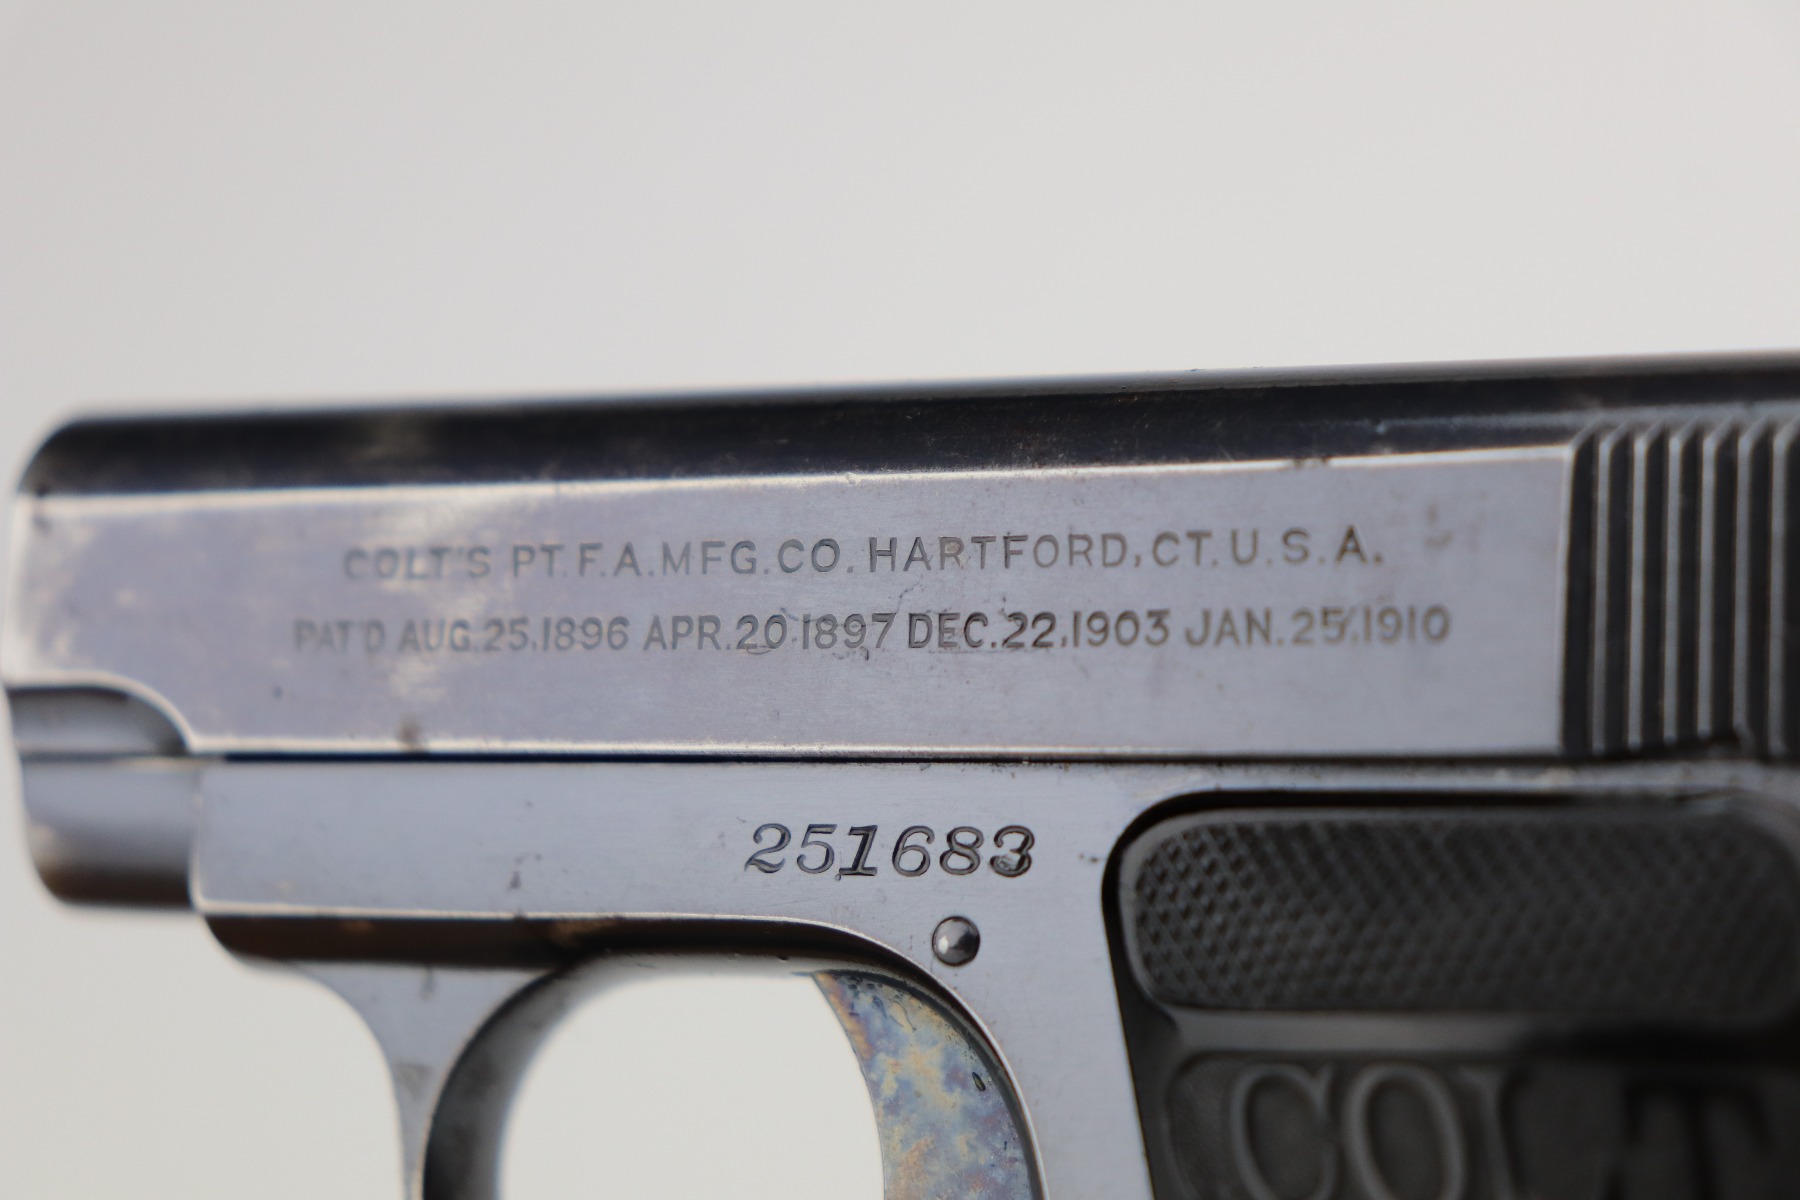 COLT'S PT.F.A.MFG.CO. HARTFORD,CT.U.S.A.
PAT'D AUG.25.1896 APR.20.1897 DEC.22.1903 JAN.25.1910
251683
COLT